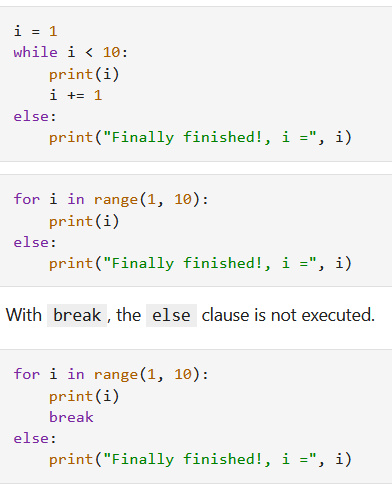 i = 1
while i < 10:
    print(i)
    i += 1
else:
    print("Finally finished!, i =", i)
for i in range(1, 10):
    print(i)
else:
    print("Finally finished!, i =", i)
With break, the else clause is not executed.
for i in range(1, 10):
    print(i)
    break
else:
    print("Finally finished!, i =", i)